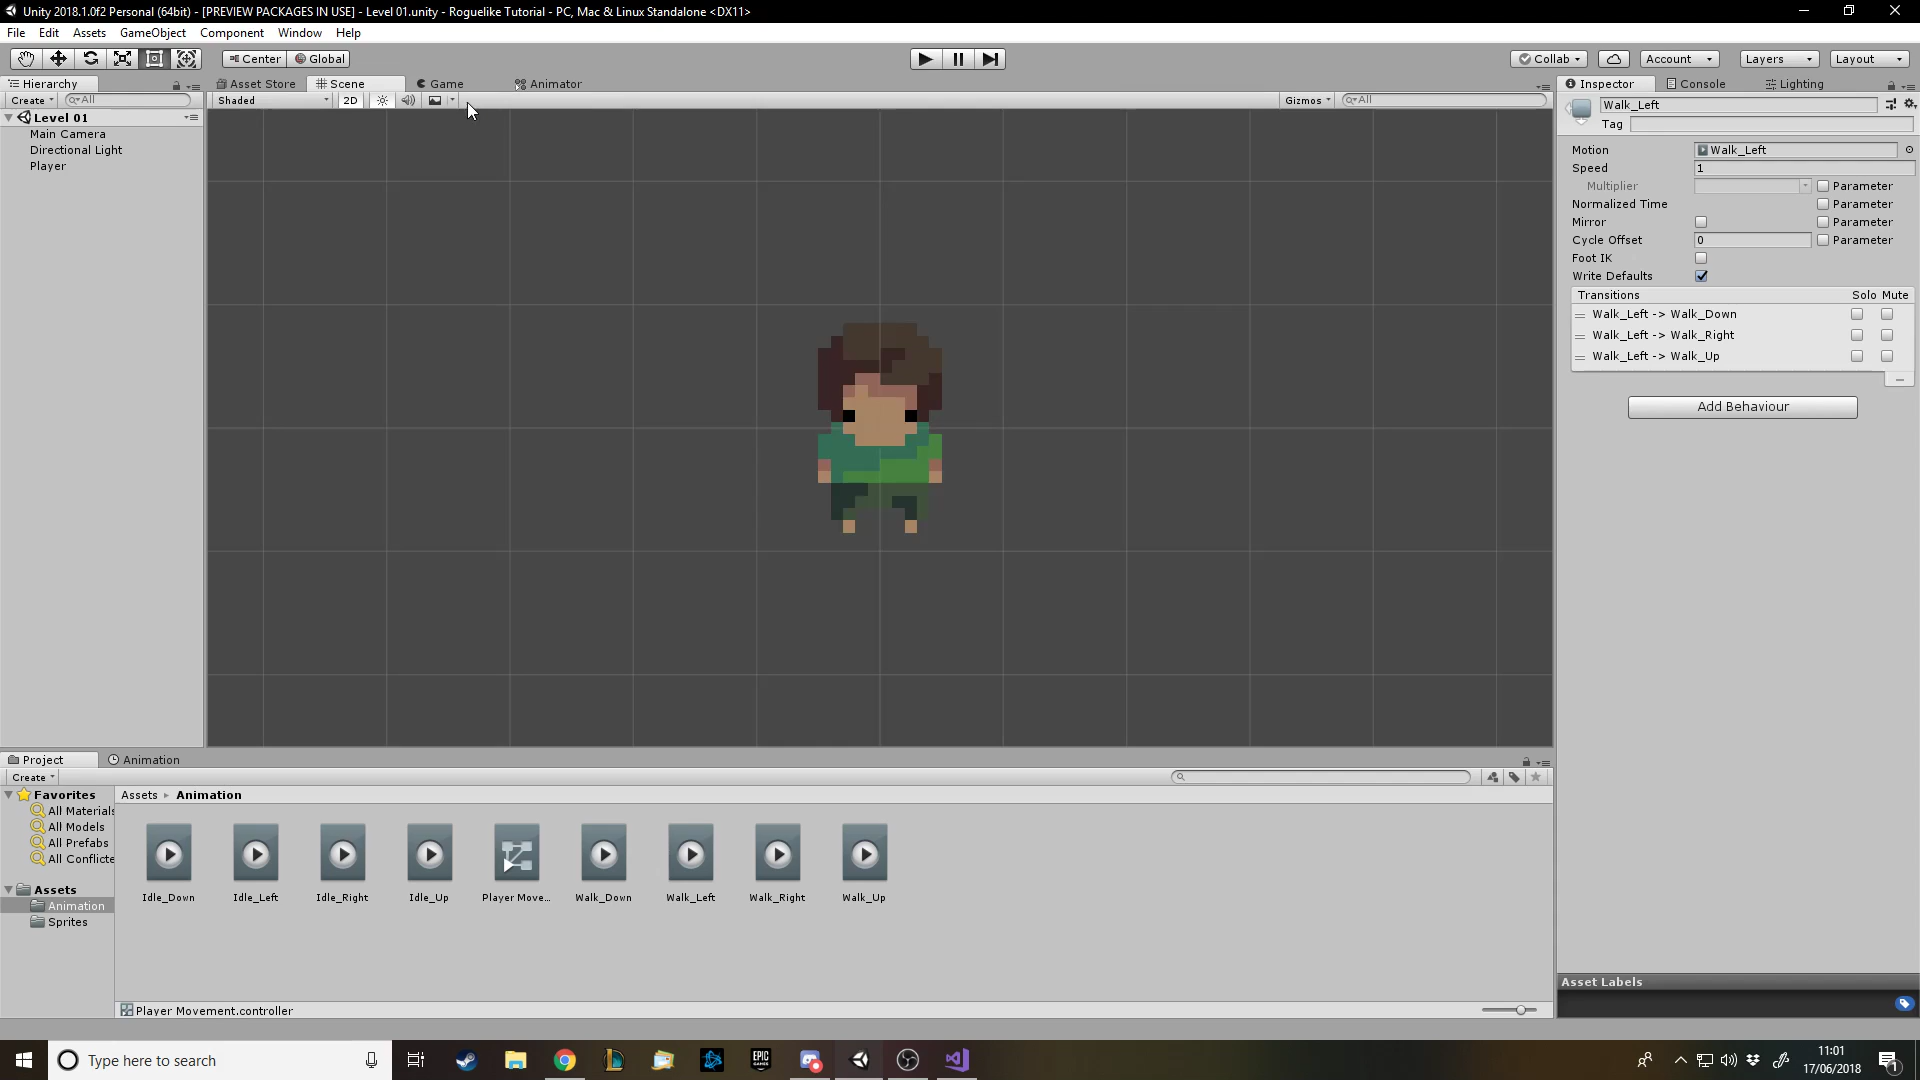 Unity 2018.1.0f2 Personal (64bit) - [PREVIEW PACKAGES IN USE] - Level 01.unity - Roguelike Tutorial - PC, Mac & Linux Standalone <DX11>
File Edit Assets GameObject Component Window Help
Center Global Collab Account Layers Layout
Hierarchy Asset Store Scene Game Animator Inspector Console Lighting
Create All Shaded 2D Gizmos All
Level 01
Main Camera
Directional Light
Player
Walk_Left
Tag
Motion Walk_Left
Speed 1
Multiplier Parameter
Normalized Time Parameter
Mirror Parameter
Cycle Offset 0 Parameter
Foot IK
Write Defaults
Transitions Solo Mute
Walk_Left -> Walk_Down
Walk_Left -> Walk_Right
Walk_Left -> Walk_Up
Add Behaviour
Project Animation
Create
Favorites
All Materials
All Models
All Prefabs
All Conflicte
Assets
Animation
Sprites
Assets Animation
Idle_Down Idle_Left Idle_Right Idle_Up Player Move... Walk_Down Walk_Left Walk_Right Walk_Up
Player Movement.controller
Asset Labels
Type here to search
EPIC GAMES
11:01
17/06/2018
1